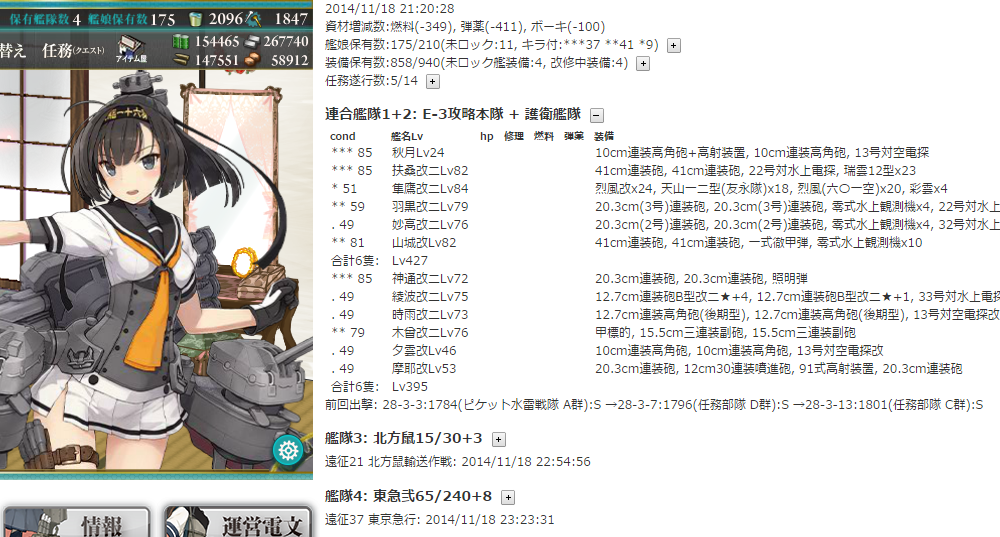 保有艦隊数 4 艦娘保有数 175 2096 1847
替え 任務(クエスト) アイテム屋 154465 267740
147551 58912
情報
運営電文
2014/11/18 21:20:28
資材増減数:燃料(-349), 弾薬(-411), ボーキ(-100)
艦娘保有数:175/210(未ロック:11, キラ付:***37 **41 *9) +
装備保有数:858/940(未ロック艦装備:4, 改修中装備:4) +
任務遂行数:5/14 +
連合艦隊1+2: E-3攻略本隊 + 護衛艦隊 −
cond 艦名Lv hp 修理 燃料 弾薬 装備
*** 85 秋月Lv24 10cm連装高角砲+高射装置, 10cm連装高角砲, 13号対空電探
*** 85 扶桑改二Lv82 41cm連装砲, 41cm連装砲, 22号対水上電探, 瑞雲12型x23
* 51 隼鷹改二Lv84 烈風改x24, 天山一二型(友永隊)x18, 烈風(六〇一空)x20, 彩雲x4
** 59 羽黒改二Lv79 20.3cm(3号)連装砲, 20.3cm(3号)連装砲, 零式水上観測機x4, 22号対水上
. 49 妙高改二Lv76 20.3cm(2号)連装砲, 20.3cm(2号)連装砲, 零式水上観測機x4, 32号対水上
** 81 山城改Lv82 41cm連装砲, 41cm連装砲, 一式徹甲弾, 零式水上観測機x10
合計6隻: Lv427
*** 85 神通改二Lv72 20.3cm連装砲, 20.3cm連装砲, 照明弾
. 49 綾波改二Lv75 12.7cm連装砲B型改二★+4, 12.7cm連装砲B型改二★+1, 33号対水上電探
. 49 時雨改二Lv73 12.7cm連装高角砲(後期型), 12.7cm連装高角砲(後期型), 13号対空電探改
** 79 木曾改二Lv76 甲標的, 15.5cm三連装副砲, 15.5cm三連装副砲
. 49 夕雲改Lv46 10cm連装高角砲, 10cm連装高角砲, 13号対空電探改
. 49 摩耶改Lv53 20.3cm連装砲, 12cm30連装噴進砲, 91式高射装置, 20.3cm連装砲
合計6隻: Lv395
前回出撃: 28-3-3:1784(ピケット水雷戦隊 A群):S →28-3-7:1796(任務部隊 D群):S →28-3-13:1801(任務部隊 C群):S
艦隊3: 北方鼠15/30+3 +
遠征21 北方鼠輸送作戦: 2014/11/18 22:54:56
艦隊4: 東急弐65/240+8 +
遠征37 東京急行: 2014/11/18 23:23:31